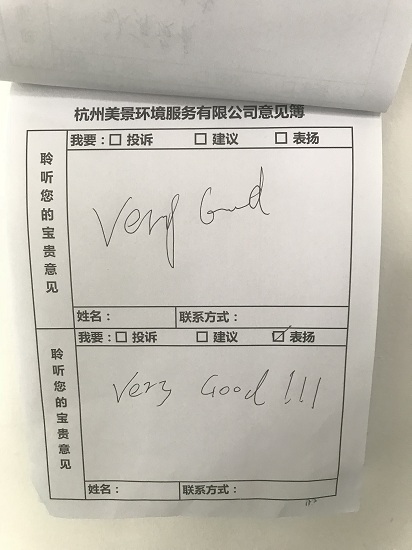 杭州美景环境服务有限公司意见簿
聆听您的宝贵意见
我要：□ 投诉 □ 建议 □ 表扬
Very Good
姓名： 联系方式：
聆听您的宝贵意见
我要：□ 投诉 □ 建议 ☑ 表扬
Very Good !!!
姓名： 联系方式：